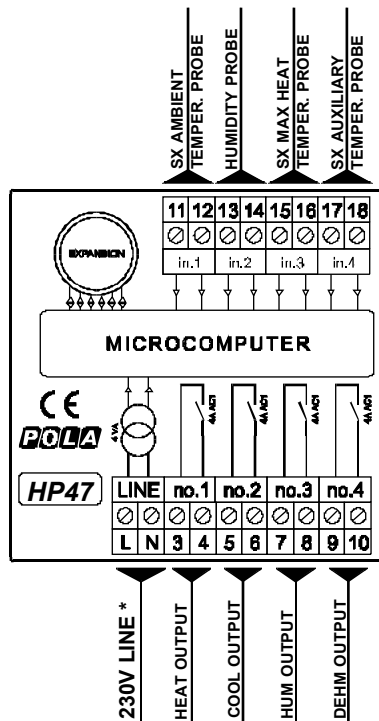 SX AMBIENT
TEMPER. PROBE
HUMIDITY PROBE
SX MAX HEAT
TEMPER. PROBE
SX AUXILIARY
TEMPER. PROBE
11 12 13 14 15 16 17 18
in.1 in.2 in.3 in.4
EXPANSION
MICROCOMPUTER
CE
POLA
4VA
4A AC1
4A AC1
4A AC1
4A AC1
HP47
LINE no.1 no.2 no.3 no.4
L N 3 4 5 6 7 8 9 10
230V LINE *
HEAT OUTPUT
COOL OUTPUT
HUM OUTPUT
DEHM OUTPUT